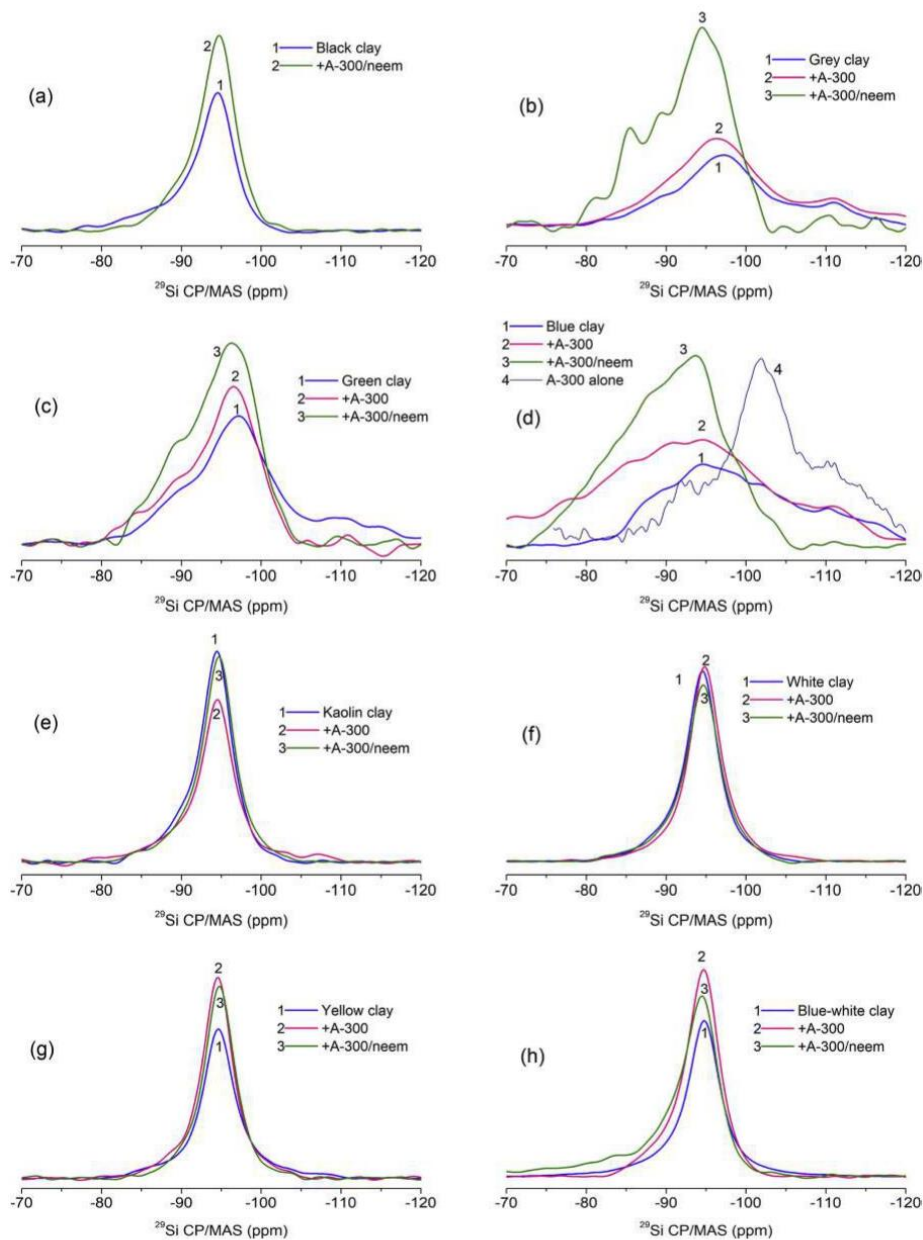 2
1
1 Black clay
2 +A-300/neem
(a)
-70 -80 -90 -100 -110 -120
²⁹Si CP/MAS (ppm)
3
2
1
1 Grey clay
2 +A-300
3 +A-300/neem
(b)
-70 -80 -90 -100 -110 -120
²⁹Si CP/MAS (ppm)
3
2
1
1 Green clay
2 +A-300
3 +A-300/neem
(c)
-70 -80 -90 -100 -110 -120
²⁹Si CP/MAS (ppm)
1 Blue clay
2 +A-300
3 +A-300/neem
4 A-300 alone
3
4
2
1
(d)
-70 -80 -90 -100 -110 -120
²⁹Si CP/MAS (ppm)
1
3
2
1 Kaolin clay
2 +A-300
3 +A-300/neem
(e)
-70 -80 -90 -100 -110 -120
²⁹Si CP/MAS (ppm)
2
1
3
1 White clay
2 +A-300
3 +A-300/neem
(f)
-70 -80 -90 -100 -110 -120
²⁹Si CP/MAS (ppm)
2
3
1
1 Yellow clay
2 +A-300
3 +A-300/neem
(g)
-70 -80 -90 -100 -110 -120
²⁹Si CP/MAS (ppm)
2
3
1
1 Blue-white clay
2 +A-300
3 +A-300/neem
(h)
-70 -80 -90 -100 -110 -120
²⁹Si CP/MAS (ppm)